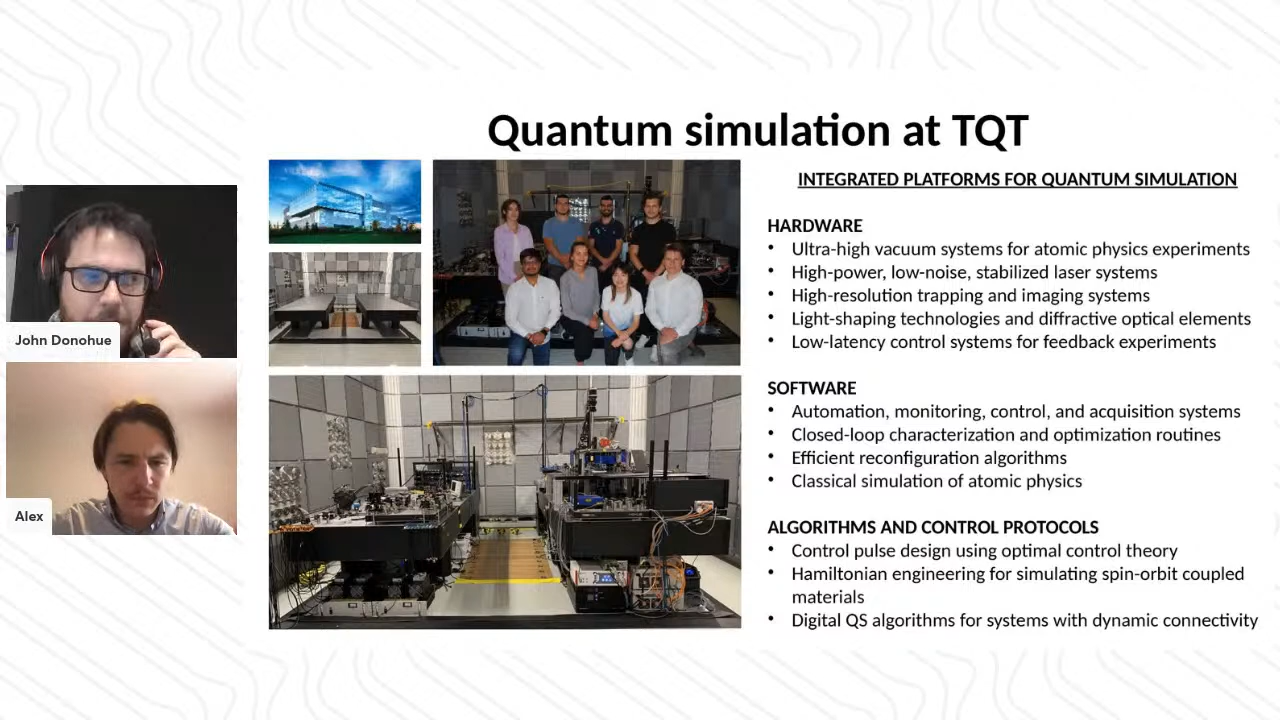 Quantum simulation at TQT
INTEGRATED PLATFORMS FOR QUANTUM SIMULATION
HARDWARE
• Ultra-high vacuum systems for atomic physics experiments
• High-power, low-noise, stabilized laser systems
• High-resolution trapping and imaging systems
• Light-shaping technologies and diffractive optical elements
• Low-latency control systems for feedback experiments
SOFTWARE
• Automation, monitoring, control, and acquisition systems
• Closed-loop characterization and optimization routines
• Efficient reconfiguration algorithms
• Classical simulation of atomic physics
ALGORITHMS AND CONTROL PROTOCOLS
• Control pulse design using optimal control theory
• Hamiltonian engineering for simulating spin-orbit coupled
materials
• Digital QS algorithms for systems with dynamic connectivity
John Donohue
Alex